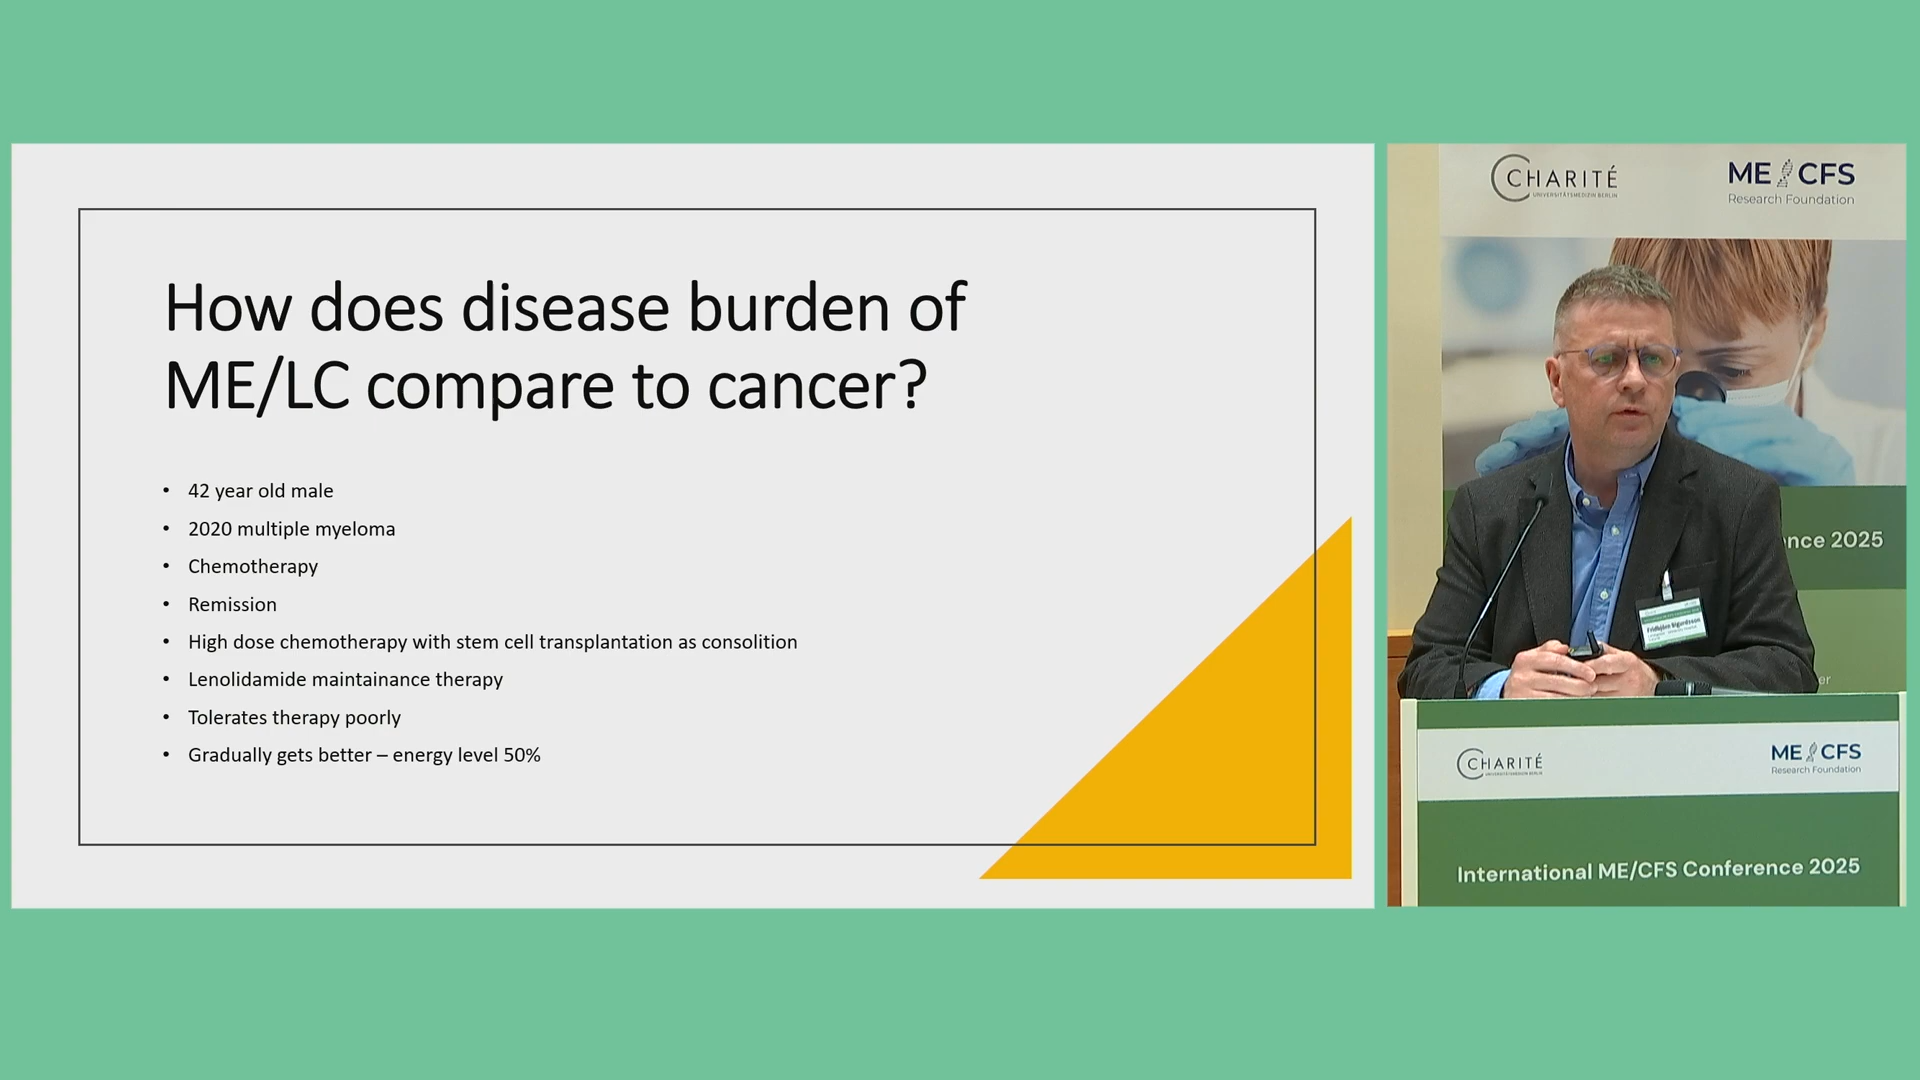 How does disease burden of
ME/LC compare to cancer?
• 42 year old male
• 2020 multiple myeloma
• Chemotherapy
• Remission
• High dose chemotherapy with stem cell transplantation as consolition
• Lenolidamide maintainance therapy
• Tolerates therapy poorly
• Gradually gets better – energy level 50%
CHARITÉ
UNIVERSITÄTSMEDIZIN BERLIN
ME CFS
Research Foundation
nce 2025
er
CHARITÉ
UNIVERSITÄTSMEDIZIN BERLIN
ME CFS
Research Foundation
International ME/CFS Conference 2025